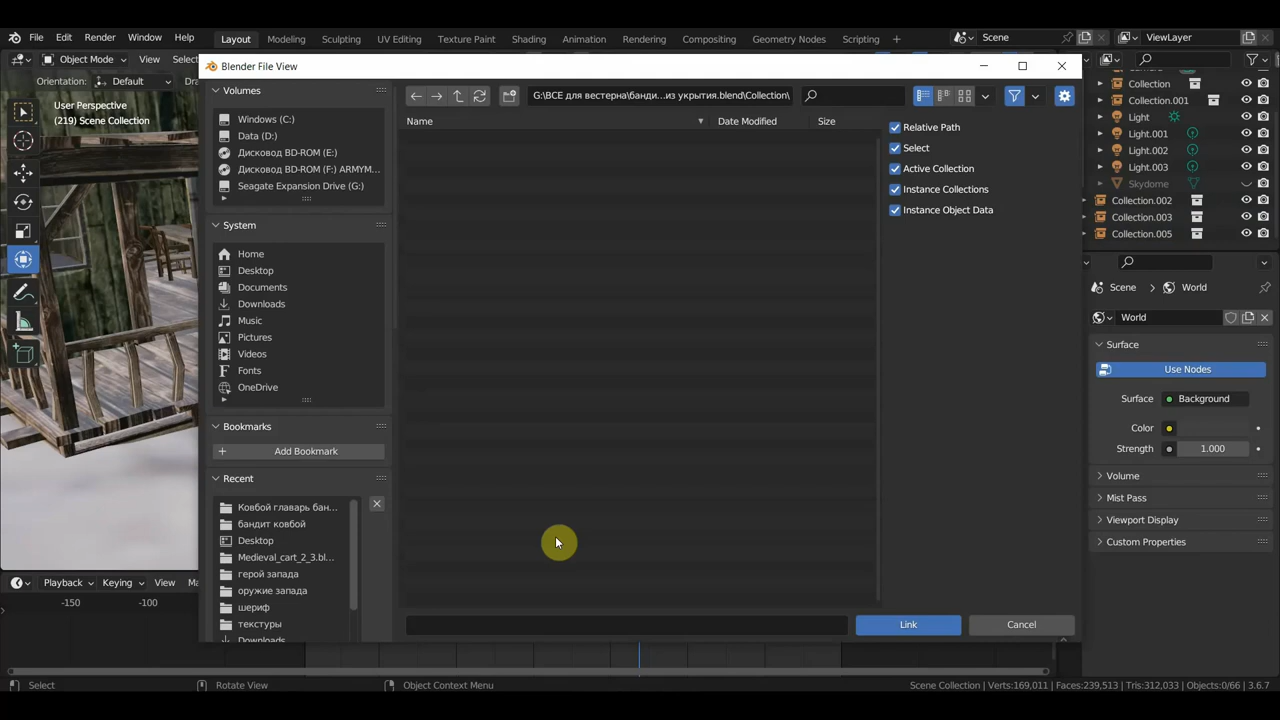 File Edit Render Window Help Layout Modeling Sculpting UV Editing Texture Paint Shading Animation Rendering Compositing Geometry Nodes Scripting + Scene ViewLayer
Object Mode View Select
Blender File View
Orientation: Default
User Perspective
(219) Scene Collection
Volumes
Windows (C:)
Data (D:)
Дисковод BD-ROM (E:)
Дисковод BD-ROM (F:) ARMYM...
Seagate Expansion Drive (G:)
System
Home
Desktop
Documents
Downloads
Music
Pictures
Videos
Fonts
OneDrive
Bookmarks
Add Bookmark
Recent
Ковбой главарь бан...
бандит ковбой
Desktop
Medieval_cart_2_3.bl...
герой запада
оружие запада
шериф
текстуры
Downloads
G:\ВСЕ для вестерна\банди...из укрытия.blend\Collection\
Name Date Modified Size
Relative Path
Select
Active Collection
Instance Collections
Instance Object Data
Link Cancel
Collection
Collection.001
Light
Light.001
Light.002
Light.003
Skydome
Collection.002
Collection.003
Collection.005
Scene > World
World
Surface
Use Nodes
Surface Background
Color
Strength 1.000
Volume
Mist Pass
Viewport Display
Custom Properties
Playback Keying View
-150 -100
Select Rotate View Object Context Menu Scene Collection | Verts:169,011 | Faces:239,513 | Tris:312,033 | Objects:0/66 | 3.6.7